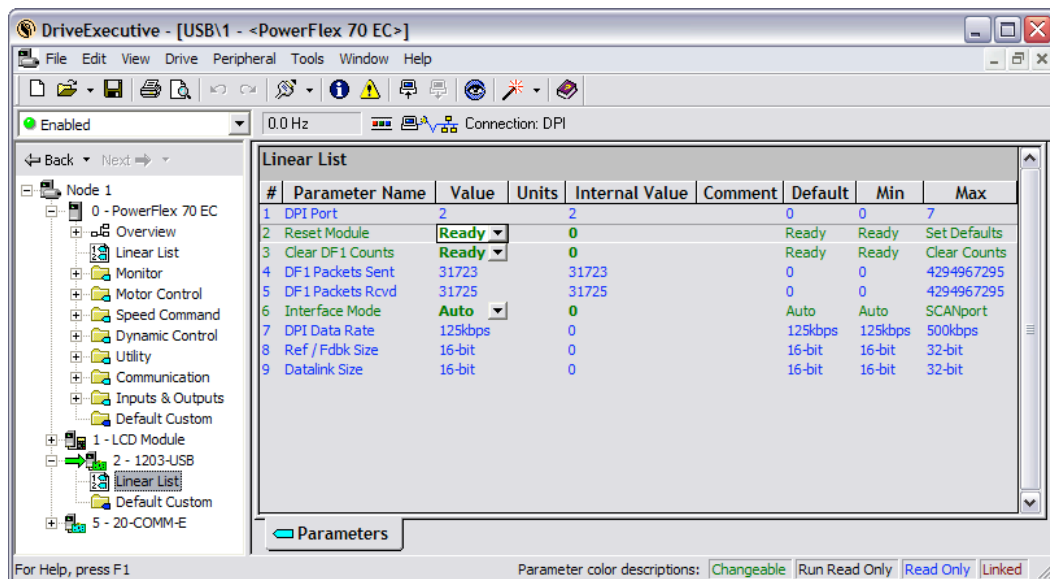 DriveExecutive - [USB\1 - <PowerFlex 70 EC>]
File Edit View Drive Peripheral Tools Window Help
Enabled 0.0 Hz Connection: DPI
Back Next
Node 1
0 - PowerFlex 70 EC
Overview
Linear List
Monitor
Motor Control
Speed Command
Dynamic Control
Utility
Communication
Inputs & Outputs
Default Custom
1 - LCD Module
2 - 1203-USB
Linear List
Default Custom
5 - 20-COMM-E
Linear List
# Parameter Name Value Units Internal Value Comment Default Min Max
1 DPI Port 2 2 0 0 7
2 Reset Module Ready 0 Ready Ready Set Defaults
3 Clear DF1 Counts Ready 0 Ready Ready Clear Counts
4 DF1 Packets Sent 31723 31723 0 0 4294967295
5 DF1 Packets Rcvd 31725 31725 0 0 4294967295
6 Interface Mode Auto 0 Auto Auto SCANport
7 DPI Data Rate 125kbps 0 125kbps 125kbps 500kbps
8 Ref / Fdbk Size 16-bit 0 16-bit 16-bit 32-bit
9 Datalink Size 16-bit 0 16-bit 16-bit 32-bit
Parameters
For Help, press F1 Parameter color descriptions: Changeable Run Read Only Read Only Linked